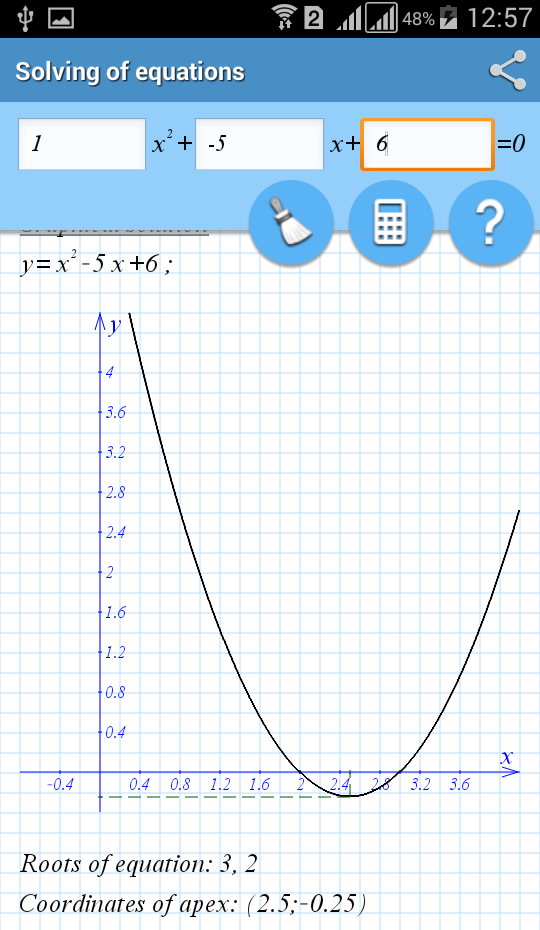 2 48% 12:57
Solving of equations
1 x² + -5 x+ 6 =0
?
y=x²-5x+6;
y
4
3.6
3.2
2.8
2.4
2
1.6
1.2
0.8
0.4
x
-0.4 0.4 0.8 1.2 1.6 2 2.4 2.8 3.2 3.6
Roots of equation: 3, 2
Coordinates of apex: (2.5;-0.25)